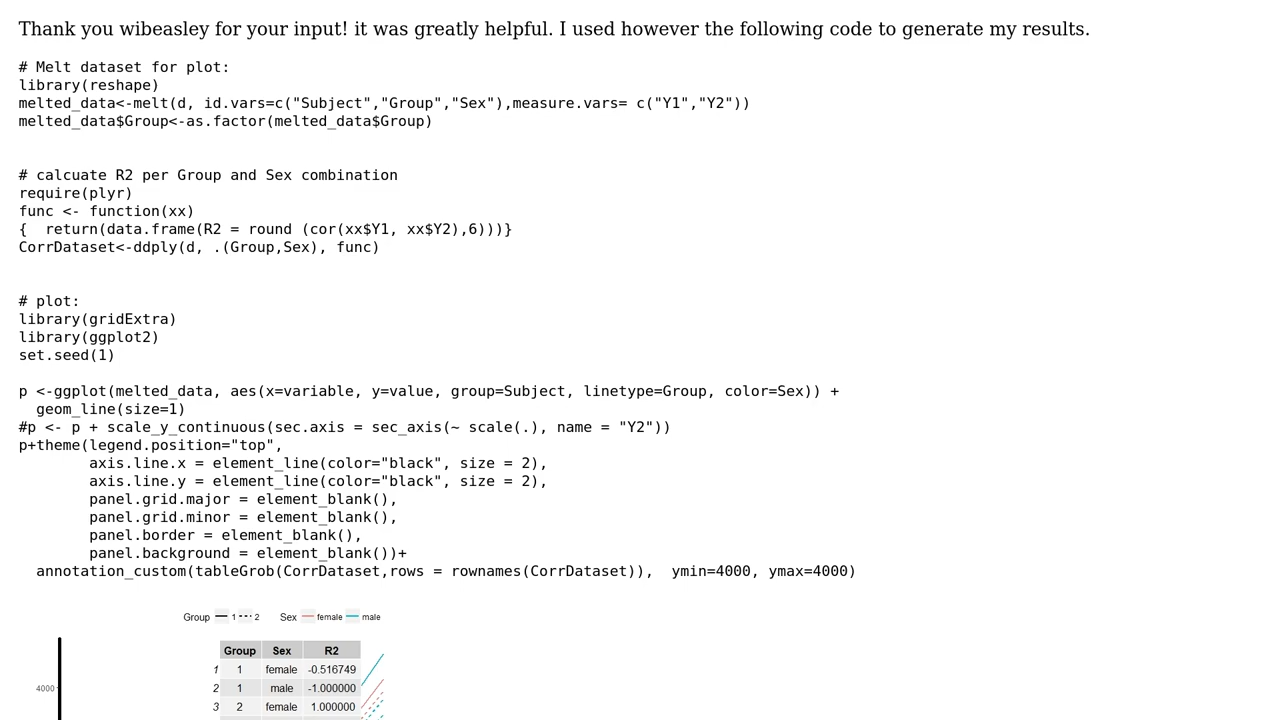 Thank you wibeasley for your input! it was greatly helpful. I used however the following code to generate my results.
# Melt dataset for plot:
library(reshape)
melted_data<-melt(d, id.vars=c("Subject","Group","Sex"),measure.vars= c("Y1","Y2"))
melted_data$Group<-as.factor(melted_data$Group)
# calcuate R2 per Group and Sex combination
require(plyr)
func <- function(xx)
{  return(data.frame(R2 = round (cor(xx$Y1, xx$Y2),6)))}
CorrDataset<-ddply(d, .(Group,Sex), func)
# plot:
library(gridExtra)
library(ggplot2)
set.seed(1)
p <-ggplot(melted_data, aes(x=variable, y=value, group=Subject, linetype=Group, color=Sex)) +
  geom_line(size=1)
#p <- p + scale_y_continuous(sec.axis = sec_axis(~ scale(.), name = "Y2"))
p+theme(legend.position="top",
        axis.line.x = element_line(color="black", size = 2),
        axis.line.y = element_line(color="black", size = 2),
        panel.grid.major = element_blank(),
        panel.grid.minor = element_blank(),
        panel.border = element_blank(),
        panel.background = element_blank())+
  annotation_custom(tableGrob(CorrDataset,rows = rownames(CorrDataset)),  ymin=4000, ymax=4000)
Group 1 2 Sex female male
Group Sex R2
1 1 female -0.516749
4000
2 1 male -1.000000
3 2 female 1.000000